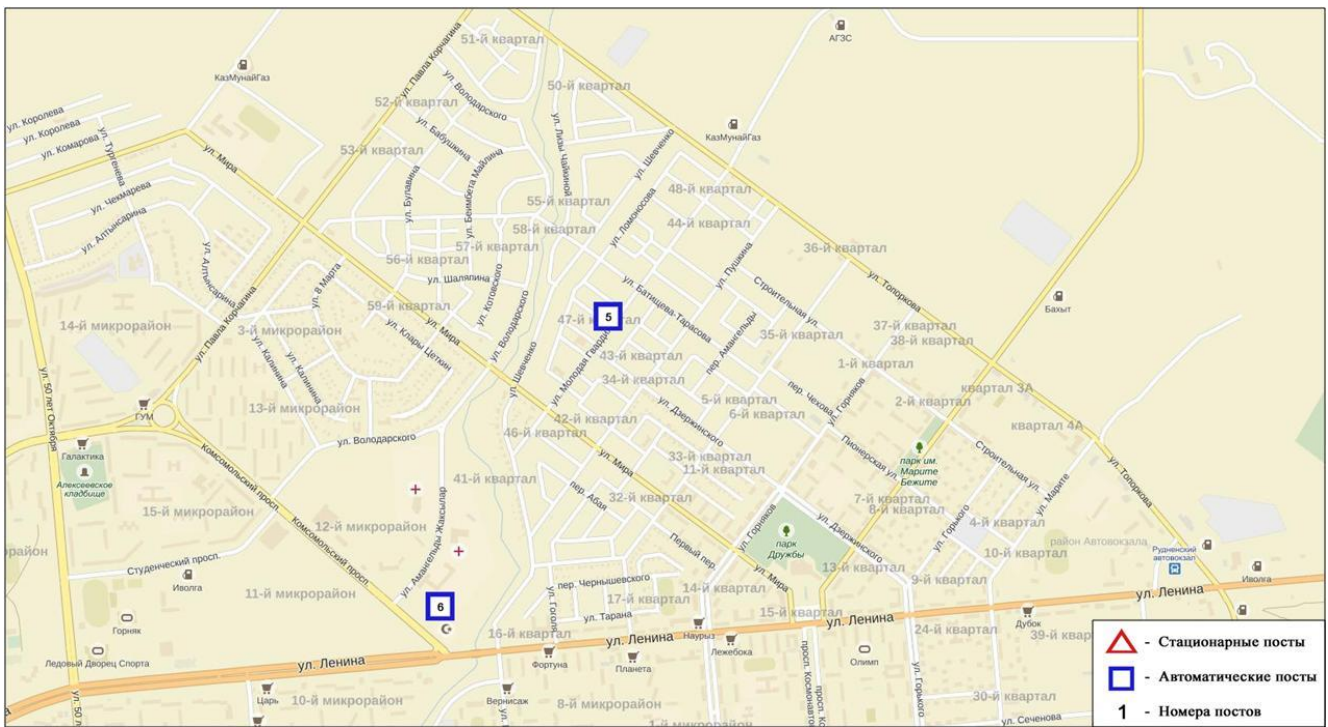 51-й квартал
АГЗС
КазМунайГаз
ул. Павла Корчагина
50-й квартал
52-й квартал
ул. Володарского
ул. Королева
ул. Королева
ул. Комарова
ул. Тургенева
ул. Мира
53-й квартал
ул. Бабушкина
ул. Лизы Чайкиной
ул. Шевченко
КазМунайГаз
ул. Чекмарева
ул. Алтынсарина
ул. Булавина
ул. Беимбета Майлина
55-й квартал
ул. Ломоносова
48-й квартал
44-й квартал
58-й квартал
36-й квартал
57-й квартал
56-й квартал
ул. Алтынсарина
ул. 8 Марта
ул. Шаляпина
ул. Котовского
ул. Володарского
ул. Батищева-Тарасова
ул. Пушкина
Строительная ул.
ул. Топоркова
Бахыт
59-й квартал
14-й микрорайон
3-й микрорайон
ул. Павла Корчагина
ул. Мира
ул. Клары Цеткин
47-й квартал
5
ул. Молодая Гвардия
35-й квартал
37-й квартал
38-й квартал
ул. Шевченко
43-й квартал
пер. Амангельды
1-й квартал
ул. Калинина
ул. Калинина
34-й квартал
ул. 50 лет Октября
ГУМ
13-й микрорайон
ул. Дзержинского
5-й квартал
6-й квартал
пер. Чехова
ул. Горняков
2-й квартал
квартал 3А
42-й квартал
46-й квартал
квартал 4А
ул. Володарского
Комсомольский просп.
Галактика
Алексеевское
кладбище
41-й квартал
ул. Мира
33-й квартал
11-й квартал
Пионерская ул.
парк им.
Марите
Бежите
Строительная ул.
ул. Марите
ул. Топоркова
15-й микрорайон
12-й микрорайон
пер. Абая
32-й квартал
7-й квартал
8-й квартал
ул. Горького
4-й квартал
10-й квартал
район Автовокзала
Рудненский
автовокзал
Комсомольский просп.
ул. Амангельды Жаксылар
Первый пер.
ул. Горняков
парк
Дружбы
ул. Дзержинского
Студенческий просп.
Иволга
11-й микрорайон
пер. Чернышевского
ул. Мира
13-й квартал
9-й квартал
Иволга
6
ул. Гоголя
17-й квартал
14-й квартал
ул. Тарана
15-й квартал
ул. Ленина
ул. Ленина
Горняк
Ледовый Дворец Спорта
16-й квартал
ул. Ленина
Наурыз
Лежебока
24-й квартал
Дубок
39-й квартал
ул. Ленина
Фортуна
Планета
Олимп
Царь
10-й микрорайон
Вернисаж
8-й микрорайон
просп. Космонавтов
ул. Горького
30-й квартал
ул. Сеченова
- Стационарные посты
- Автоматические посты
1 - Номера постов